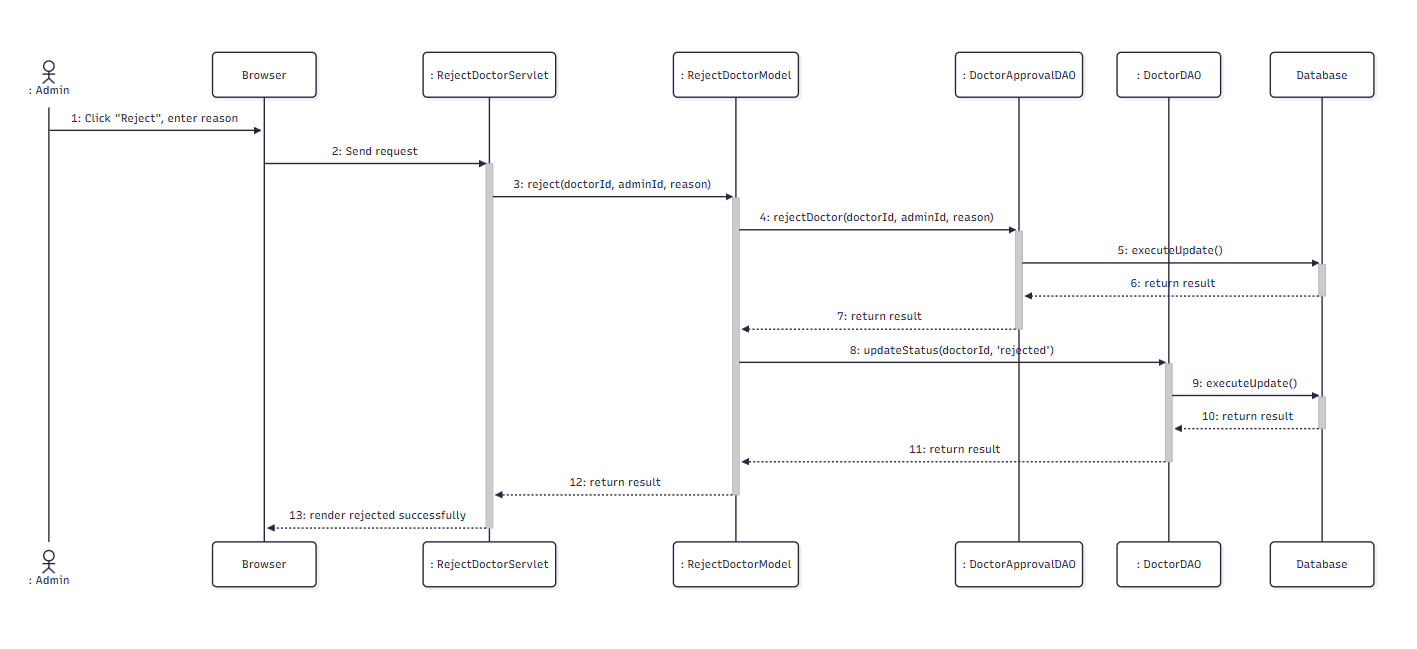 : Admin
Browser
: RejectDoctorServlet
: RejectDoctorModel
: DoctorApprovalDAO
: DoctorDAO
Database
1: Click "Reject", enter reason
2: Send request
3: reject(doctorId, adminId, reason)
4: rejectDoctor(doctorId, adminId, reason)
5: executeUpdate()
6: return result
7: return result
8: updateStatus(doctorId, 'rejected')
9: executeUpdate()
10: return result
11: return result
12: return result
13: render rejected successfully
: Admin
Browser
: RejectDoctorServlet
: RejectDoctorModel
: DoctorApprovalDAO
: DoctorDAO
Database